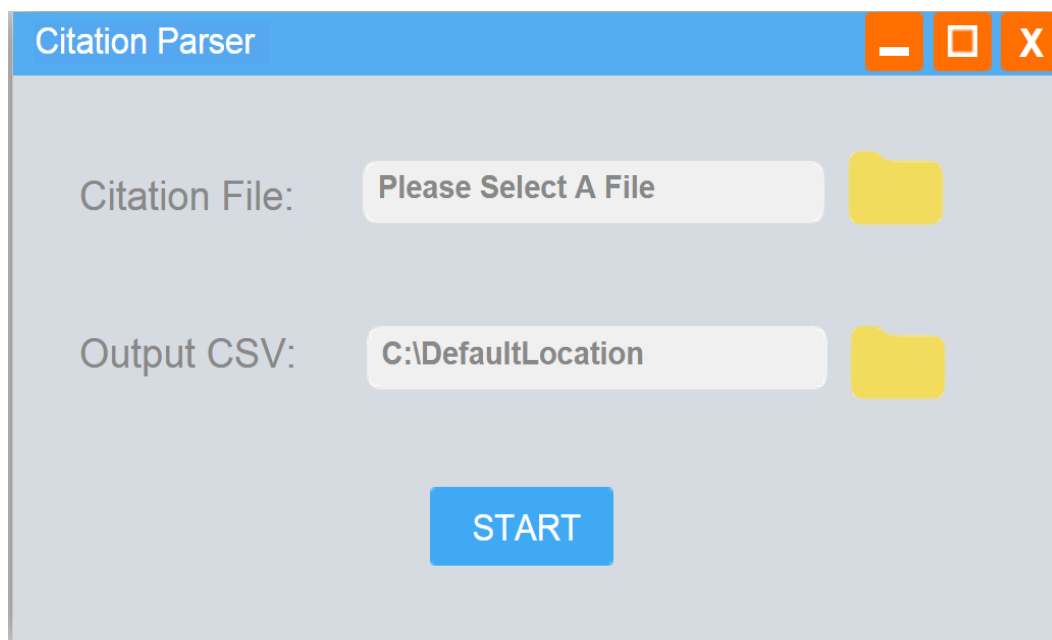 Citation Parser
X
Citation File:
Please Select A File
Output CSV:
C:\DefaultLocation
START